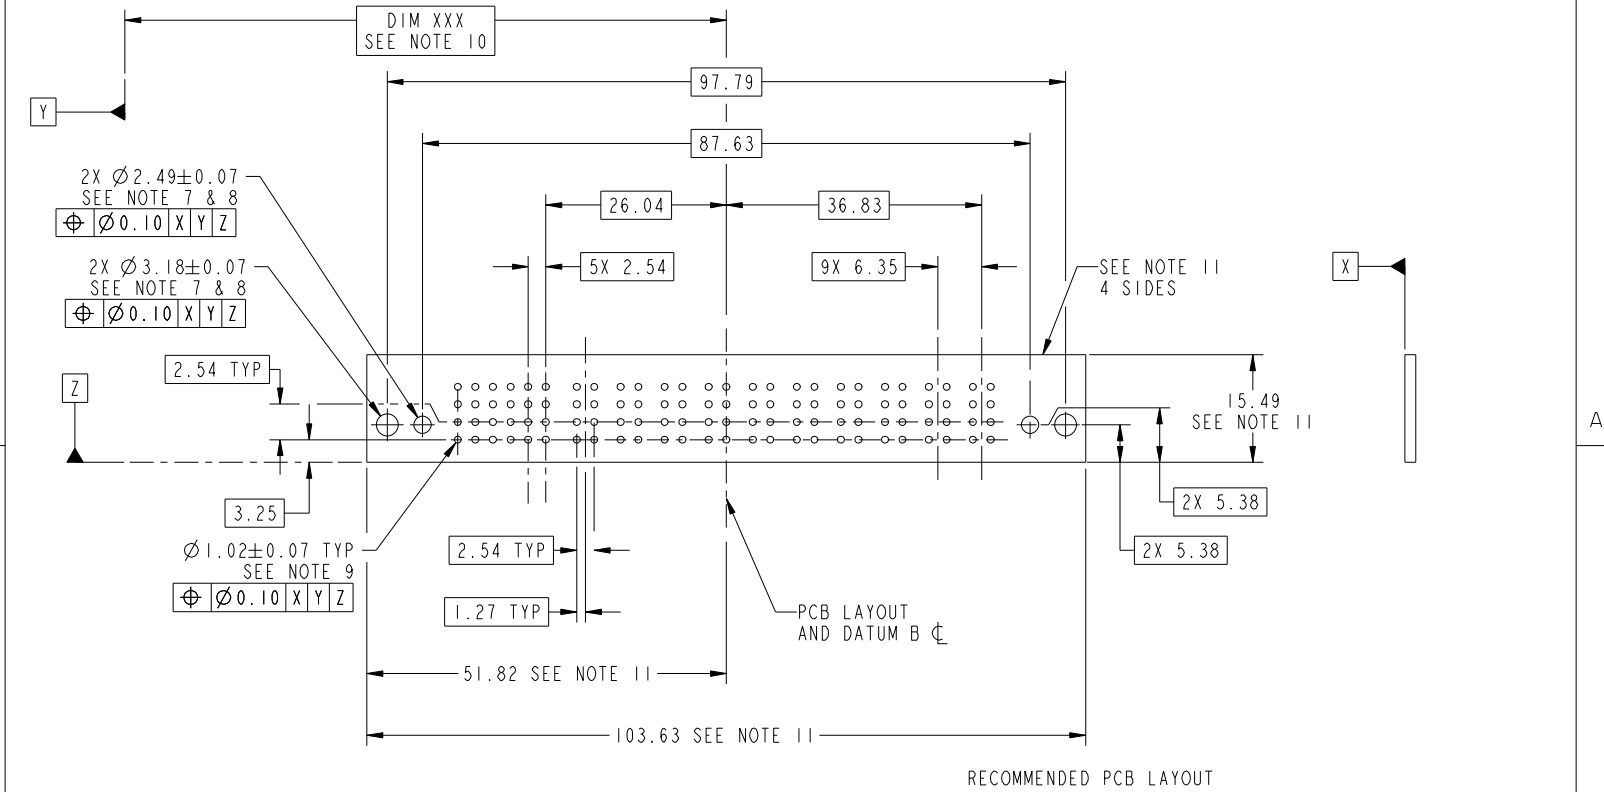 DIM XXX
SEE NOTE 10
97.79
Y
87.63
2X Ø2.49±0.07
SEE NOTE 7 & 8
⌖ Ø0.10 X Y Z
26.04
36.83
2X Ø3.18±0.07
SEE NOTE 7 & 8
⌖ Ø0.10 X Y Z
5X 2.54
9X 6.35
SEE NOTE 11
4 SIDES
X
2.54 TYP
Z
15.49
SEE NOTE 11
A
3.25
2X 5.38
Ø1.02±0.07 TYP
SEE NOTE 9
⌖ Ø0.10 X Y Z
2.54 TYP
2X 5.38
1.27 TYP
PCB LAYOUT
AND DATUM B ℄
51.82 SEE NOTE 11
103.63 SEE NOTE 11
RECOMMENDED PCB LAYOUT